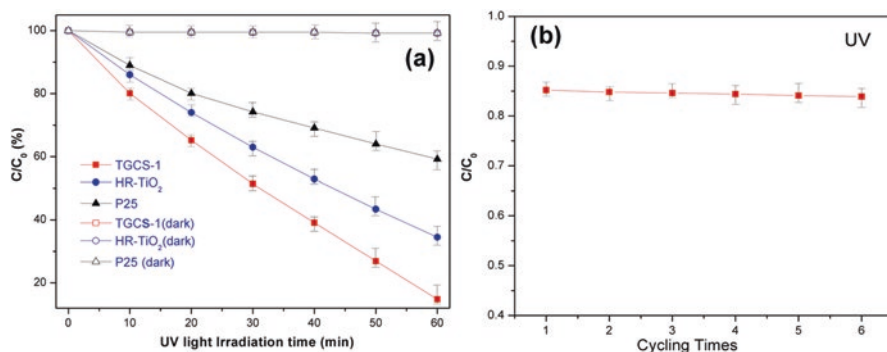 (a)
C/C0 (%)
100
80
60
40
20
TGCS-1
HR-TiO2
P25
TGCS-1(dark)
HR-TiO2(dark)
P25 (dark)
0 10 20 30 40 50 60
UV light Irradiation time (min)
(b)
UV
C/C0
1.0
0.9
0.8
0.7
0.6
0.5
0.4
1 2 3 4 5 6
Cycling Times